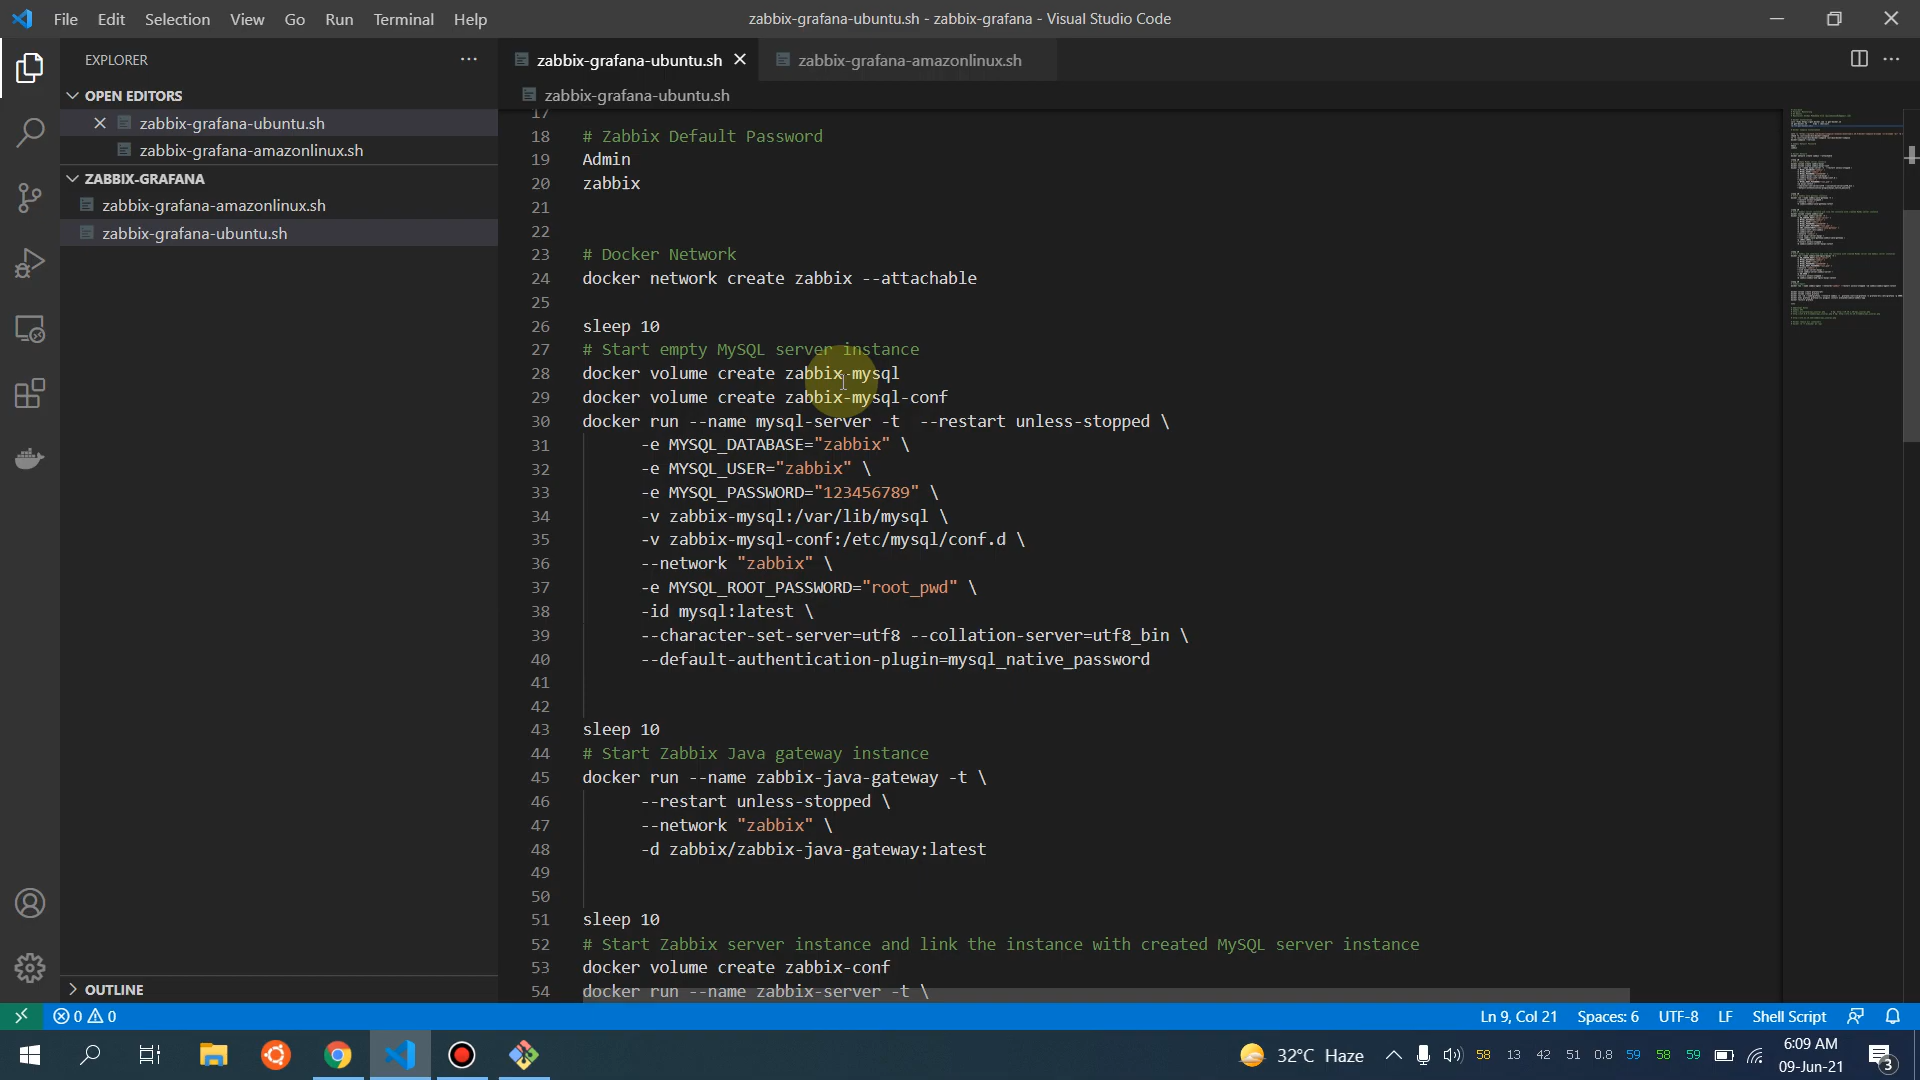 File Edit Selection View Go Run Terminal Help
zabbix-grafana-ubuntu.sh - zabbix-grafana - Visual Studio Code
EXPLORER
OPEN EDITORS
zabbix-grafana-ubuntu.sh
zabbix-grafana-amazonlinux.sh
ZABBIX-GRAFANA
zabbix-grafana-amazonlinux.sh
zabbix-grafana-ubuntu.sh
OUTLINE
zabbix-grafana-ubuntu.sh
zabbix-grafana-amazonlinux.sh
zabbix-grafana-ubuntu.sh
17
18 # Zabbix Default Password
19 Admin
20 zabbix
21
22
23 # Docker Network
24 docker network create zabbix --attachable
25
26 sleep 10
27 # Start empty MySQL server instance
28 docker volume create zabbix-mysql
29 docker volume create zabbix-mysql-conf
30 docker run --name mysql-server -t  --restart unless-stopped \
31 -e MYSQL_DATABASE="zabbix" \
32 -e MYSQL_USER="zabbix" \
33 -e MYSQL_PASSWORD="123456789" \
34 -v zabbix-mysql:/var/lib/mysql \
35 -v zabbix-mysql-conf:/etc/mysql/conf.d \
36 --network "zabbix" \
37 -e MYSQL_ROOT_PASSWORD="root_pwd" \
38 -id mysql:latest \
39 --character-set-server=utf8 --collation-server=utf8_bin \
40 --default-authentication-plugin=mysql_native_password
41
42
43 sleep 10
44 # Start Zabbix Java gateway instance
45 docker run --name zabbix-java-gateway -t \
46 --restart unless-stopped \
47 --network "zabbix" \
48 -d zabbix/zabbix-java-gateway:latest
49
50
51 sleep 10
52 # Start Zabbix server instance and link the instance with created MySQL server instance
53 docker volume create zabbix-conf
54 docker run --name zabbix-server -t \
0 0
Ln 9, Col 21 Spaces: 6 UTF-8 LF Shell Script
32°C Haze
58 13 42 51 0.8 59 58 59
6:09 AM
09-Jun-21
3